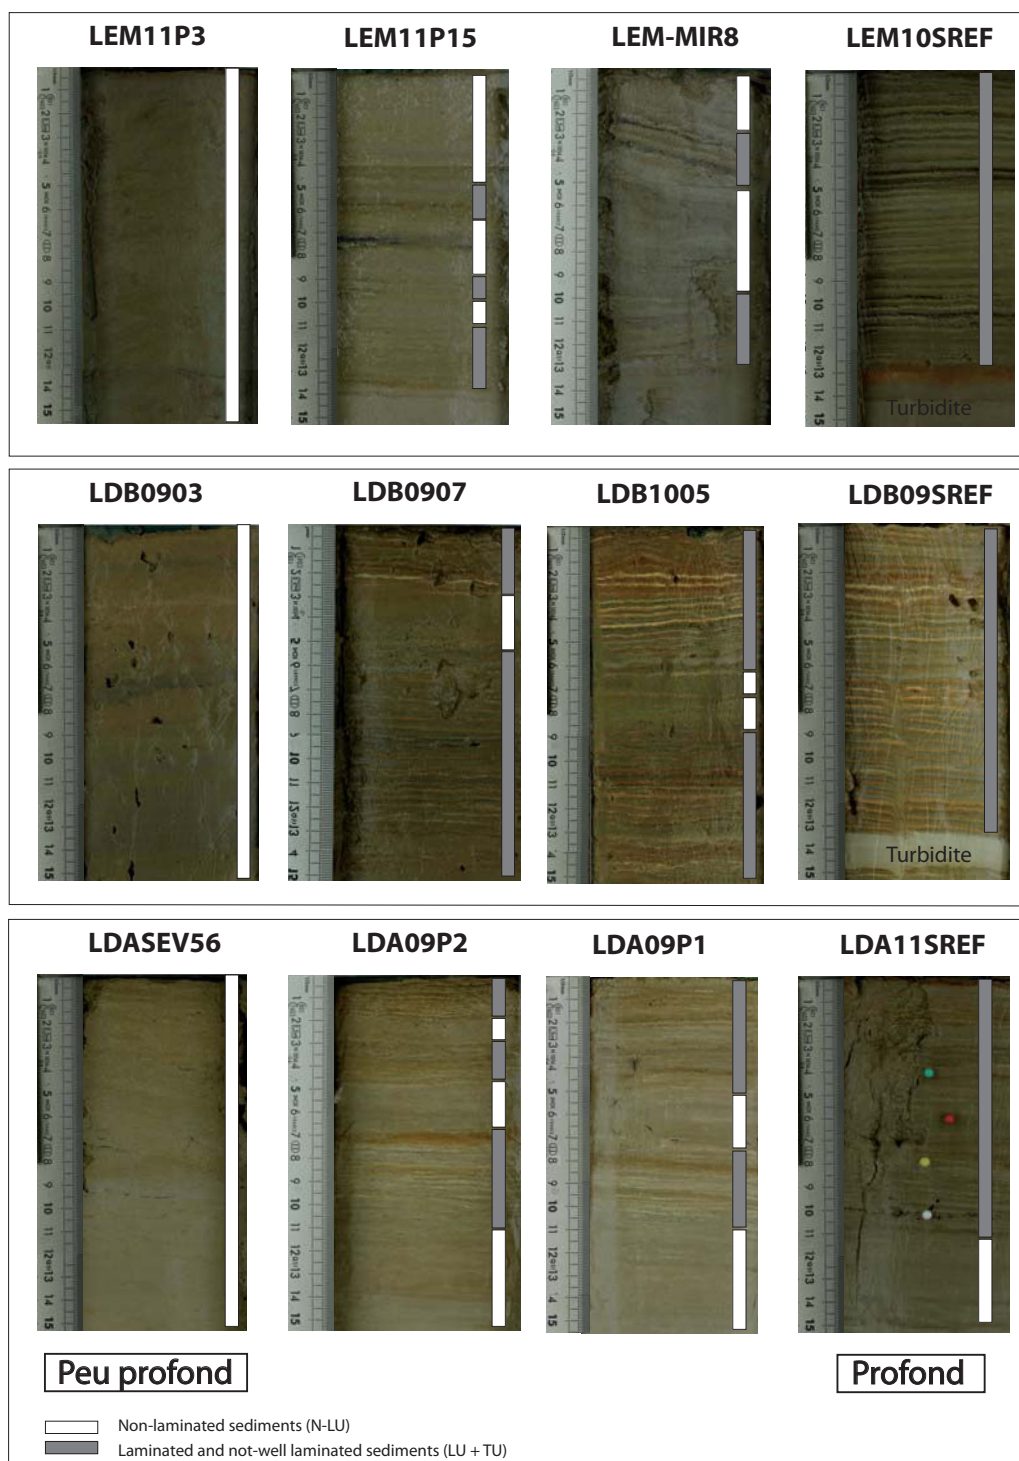 LEM11P3 LEM11P15 LEM-MIR8 LEM10SREF
Turbidite
LDB0903 LDB0907 LDB1005 LDB09SREF
Turbidite
LDASEV56 LDA09P2 LDA09P1 LDA11SREF
Peu profond Profond
Non-laminated sediments (N-LU)
Laminated and not-well laminated sediments (LU + TU)